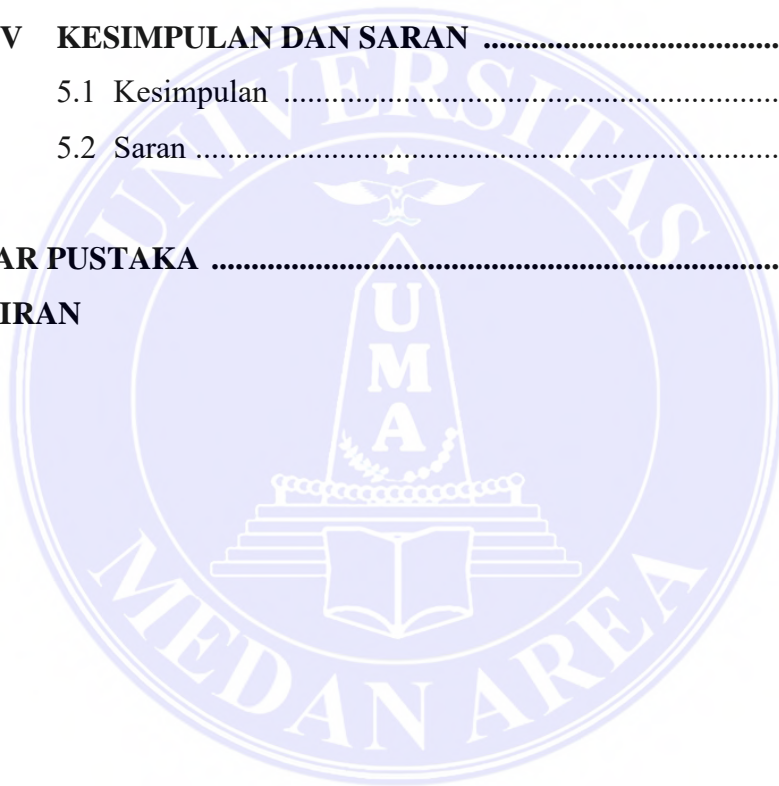 V KESIMPULAN DAN SARAN ....................................
5.1 Kesimpulan .............................................................
5.2 Saran ........................................................................
AR PUSTAKA .......................................................................
IRAN
UNIVERSITAS
UMA
MEDAN AREA